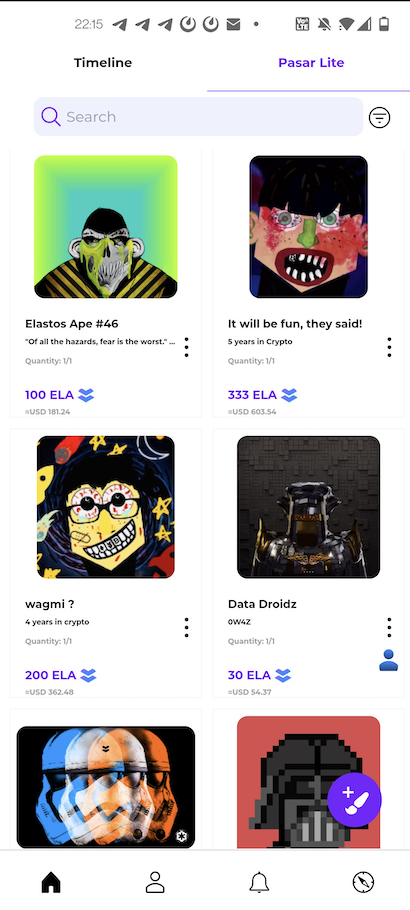 22:15
Timeline
Pasar Lite
Search
Elastos Ape #46
"Of all the hazards, fear is the worst." ...
Quantity: 1/1
100 ELA
≈USD 181.24
It will be fun, they said!
5 years in Crypto
Quantity: 1/1
333 ELA
≈USD 603.54
wagmi ?
4 years in crypto
Quantity: 1/1
200 ELA
≈USD 362.48
Data Droidz
0W4Z
Quantity: 1/1
30 ELA
≈USD 54.37